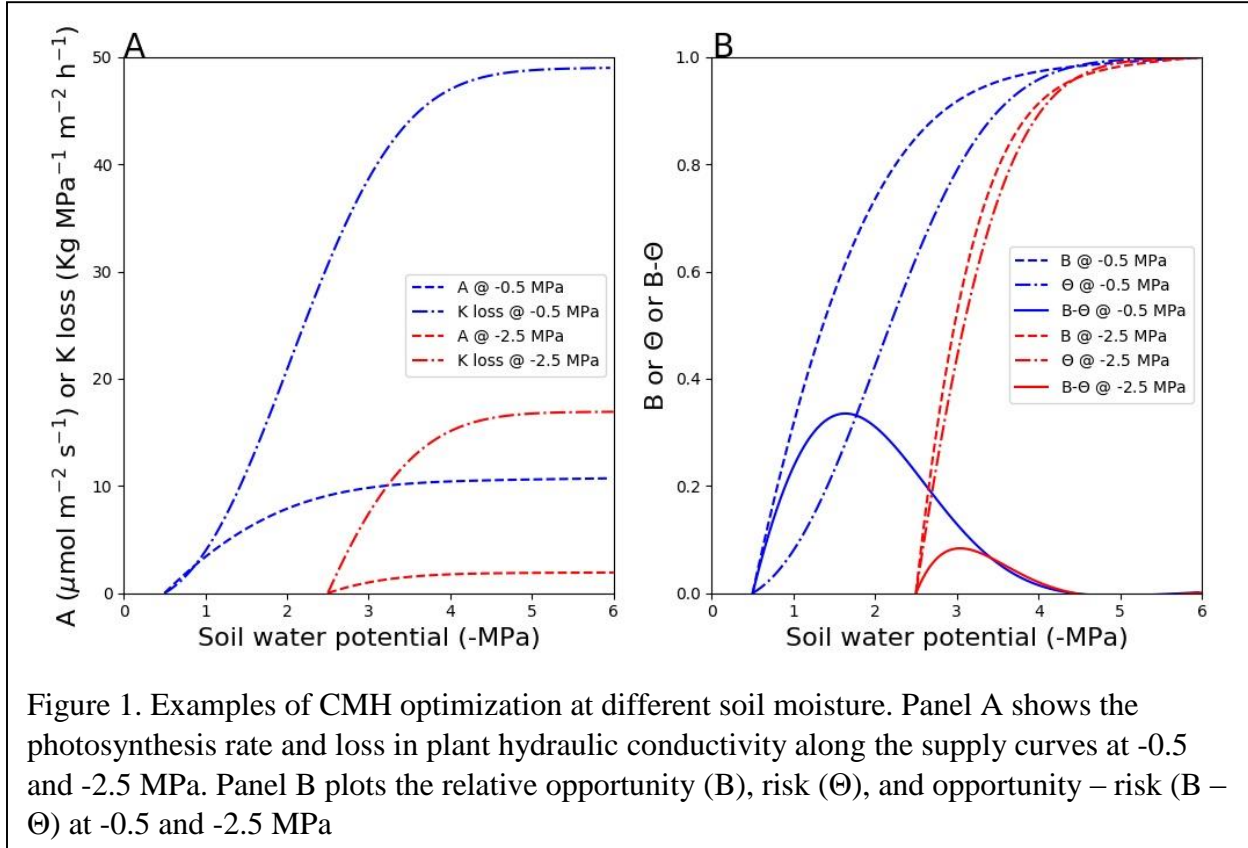 A
A (μmol m⁻² s⁻¹) or K loss (Kg MPa⁻¹ m⁻² h⁻¹)
50
40
30
20
10
0
A @ -0.5 MPa
K loss @ -0.5 MPa
A @ -2.5 MPa
K loss @ -2.5 MPa
0 1 2 3 4 5 6
Soil water potential (-MPa)
B
B or Θ or B-Θ
1.0
0.8
0.6
0.4
0.2
0.0
B @ -0.5 MPa
Θ @ -0.5 MPa
B-Θ @ -0.5 MPa
B @ -2.5 MPa
Θ @ -2.5 MPa
B-Θ @ -2.5 MPa
0 1 2 3 4 5 6
Soil water potential (-MPa)
Figure 1. Examples of CMH optimization at different soil moisture. Panel A shows the
photosynthesis rate and loss in plant hydraulic conductivity along the supply curves at -0.5
and -2.5 MPa. Panel B plots the relative opportunity (B), risk (Θ), and opportunity – risk (B –
Θ) at -0.5 and -2.5 MPa